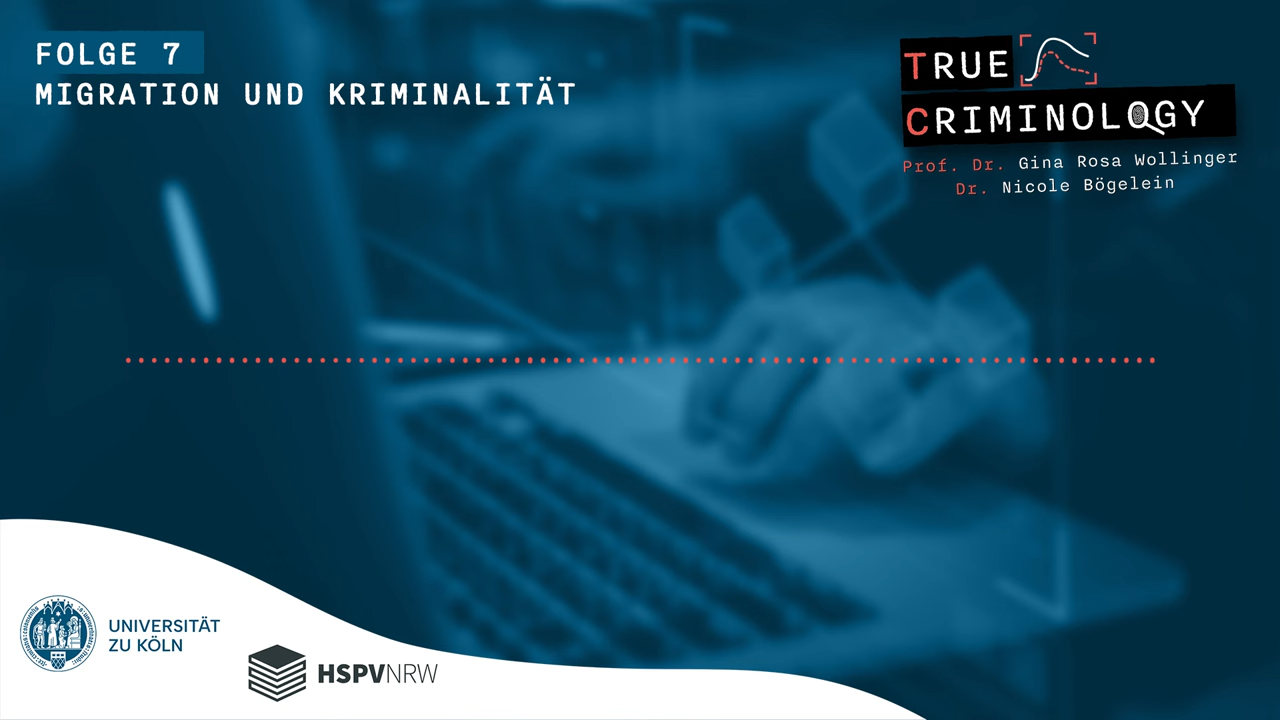 FOLGE 7
MIGRATION UND KRIMINALITÄT
TRUE
CRIMINOLOGY
Prof. Dr. Gina Rosa Wollinger
Dr. Nicole Bögelein
UNIVERSITÄT
ZU KÖLN
HSPVNRW